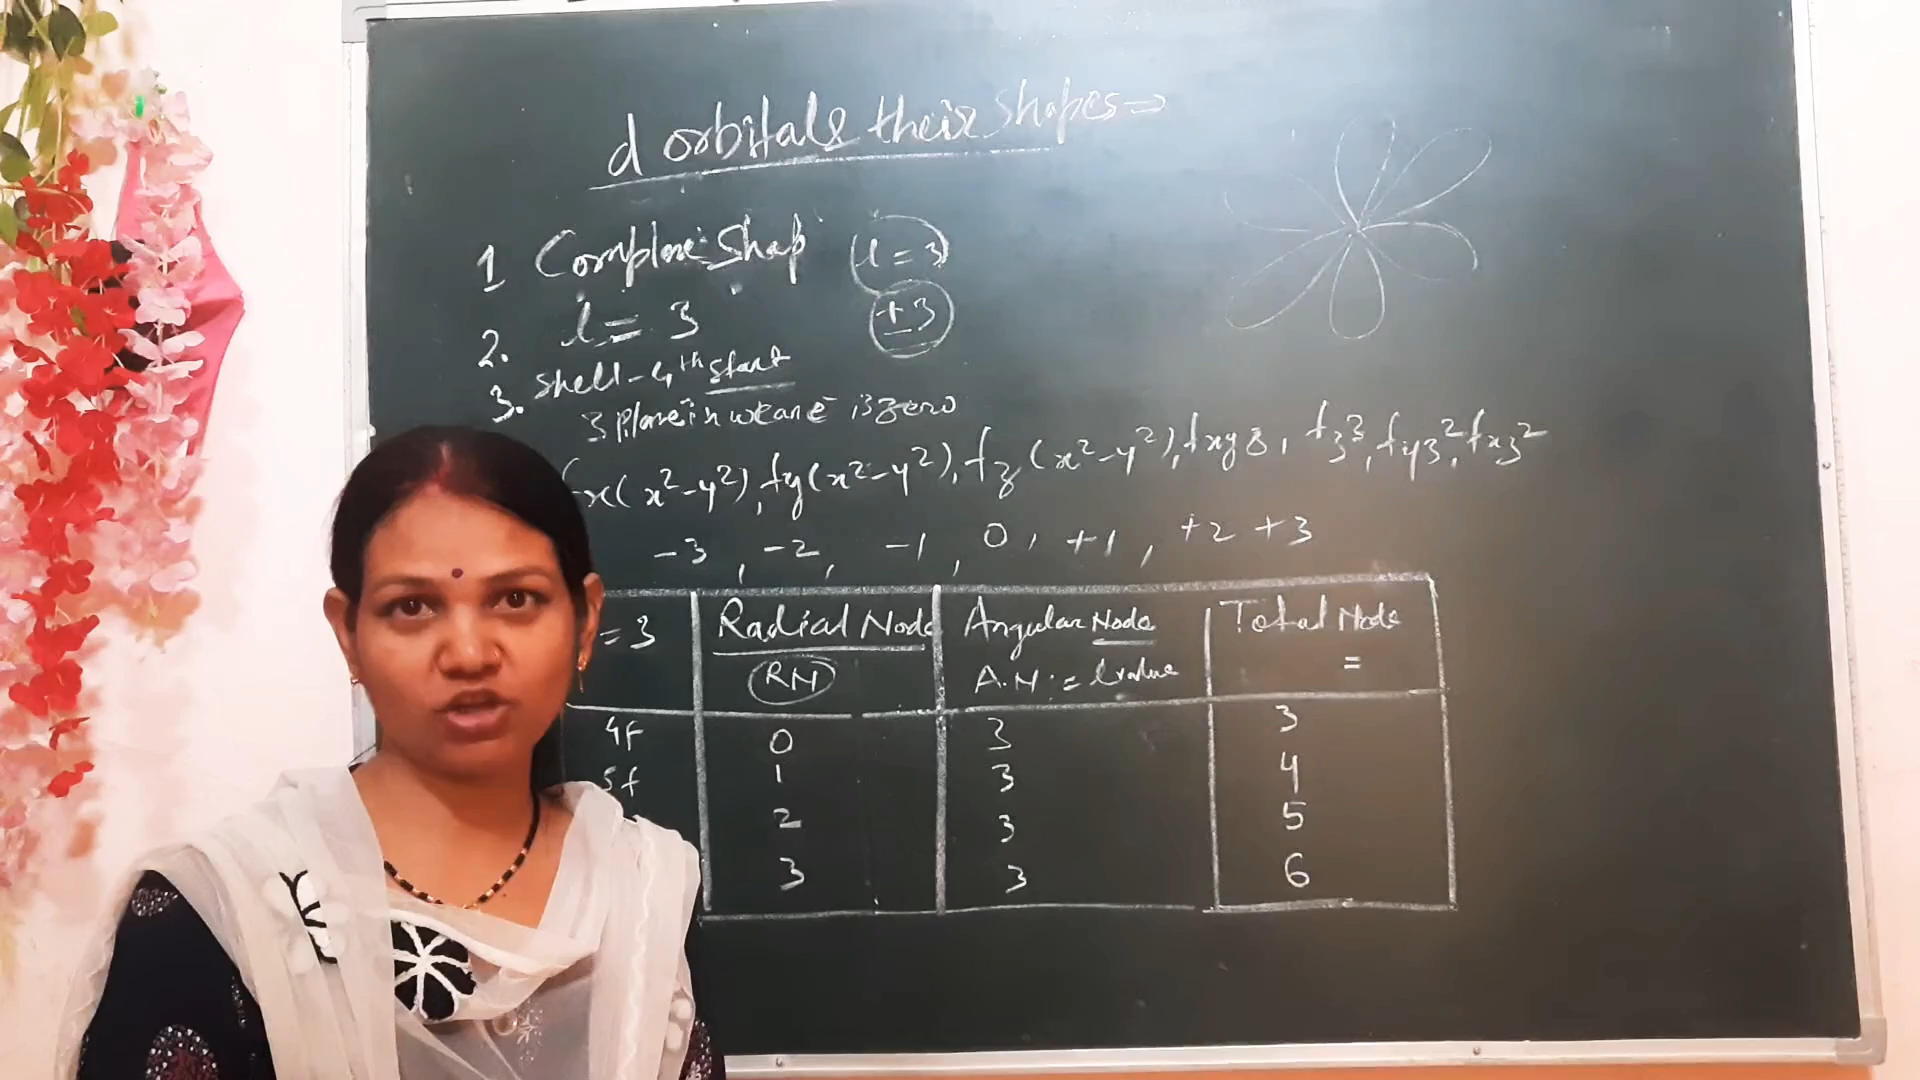 d orbitals their shapes ⇒
1 Complex Shap (l = 3)
±3
2. l = 3
3. Shell - 4th start
3 plane in weane is zero
fx(x²-y²), fy(x²-y²), fz(x²-y²), fxyz, fz³, fyz², fxz²
-3, -2, -1, 0, +1, +2 +3
=3 Radial Node Angular Node Total Node
RN A.N. = l value =
4f 0 3 3
5f 1 3 4
2 3 5
3 3 6